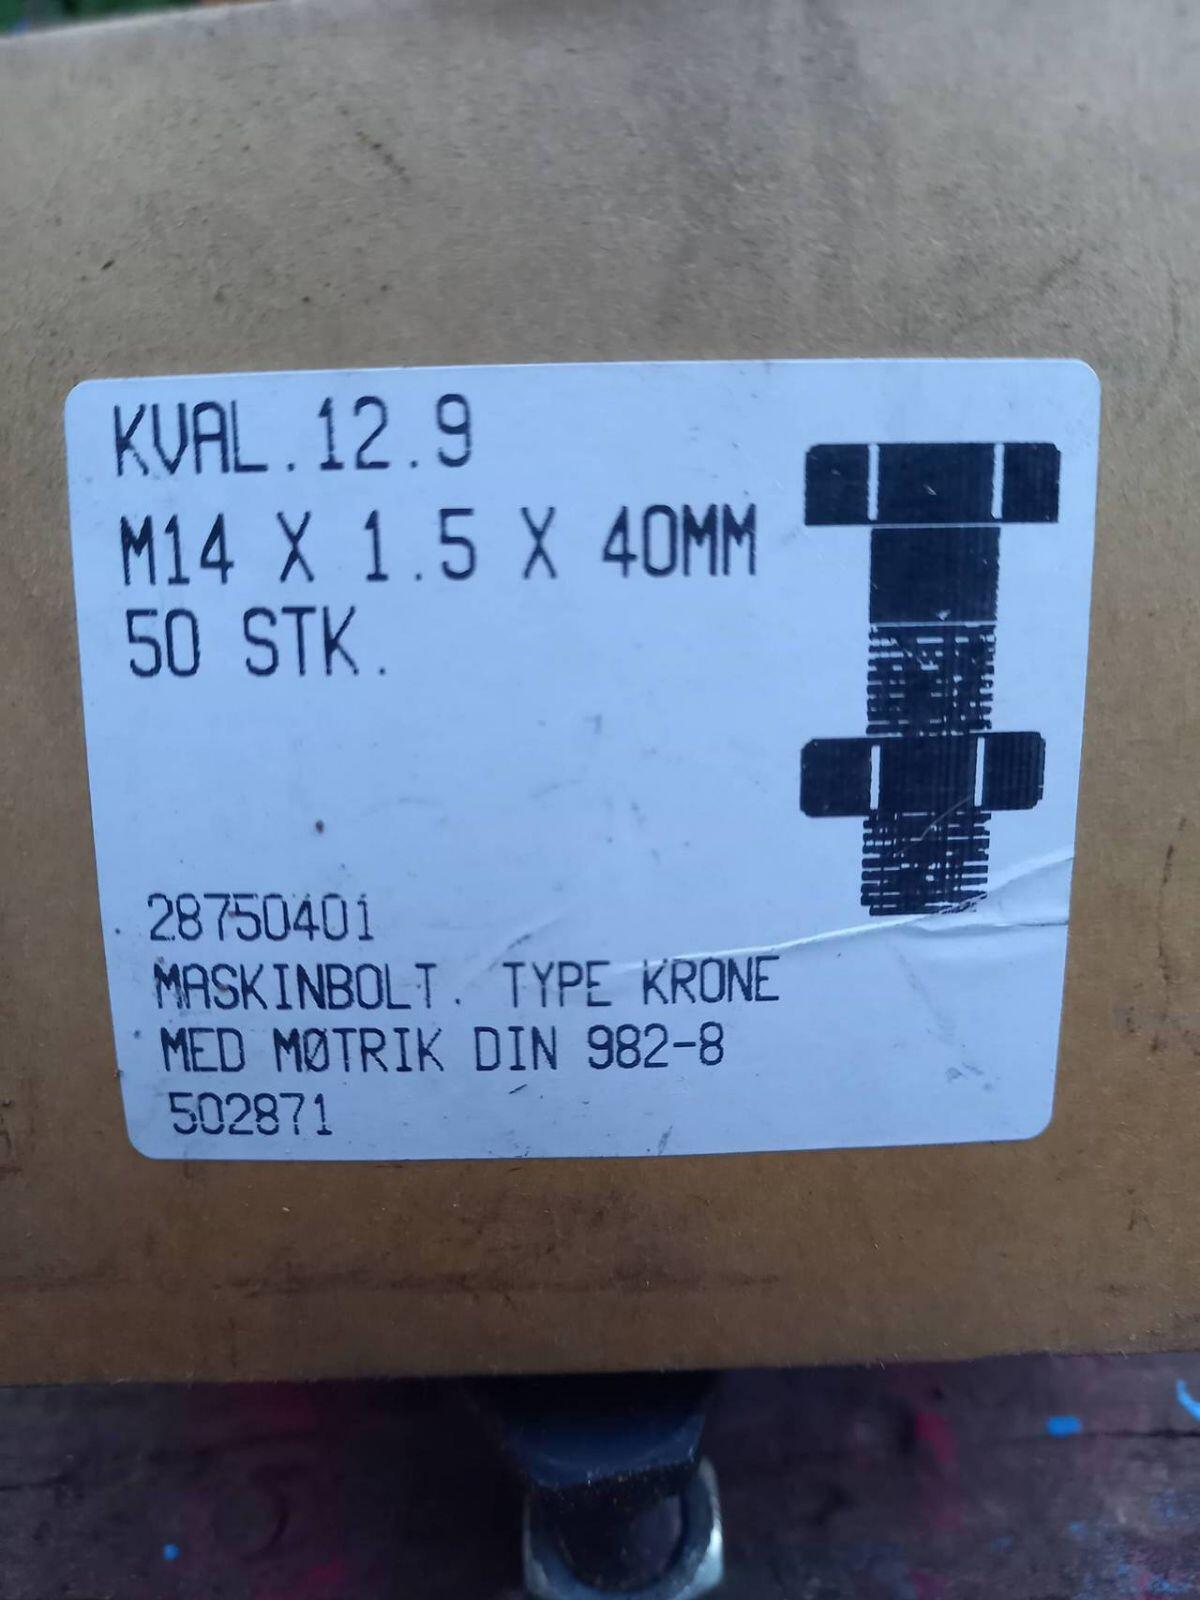 KVAL.12.9
M14 X 1.5 X 40MM
50 STK.
28750401
MASKINBOLT. TYPE KRONE
MED MØTRIK DIN 982-8
502871